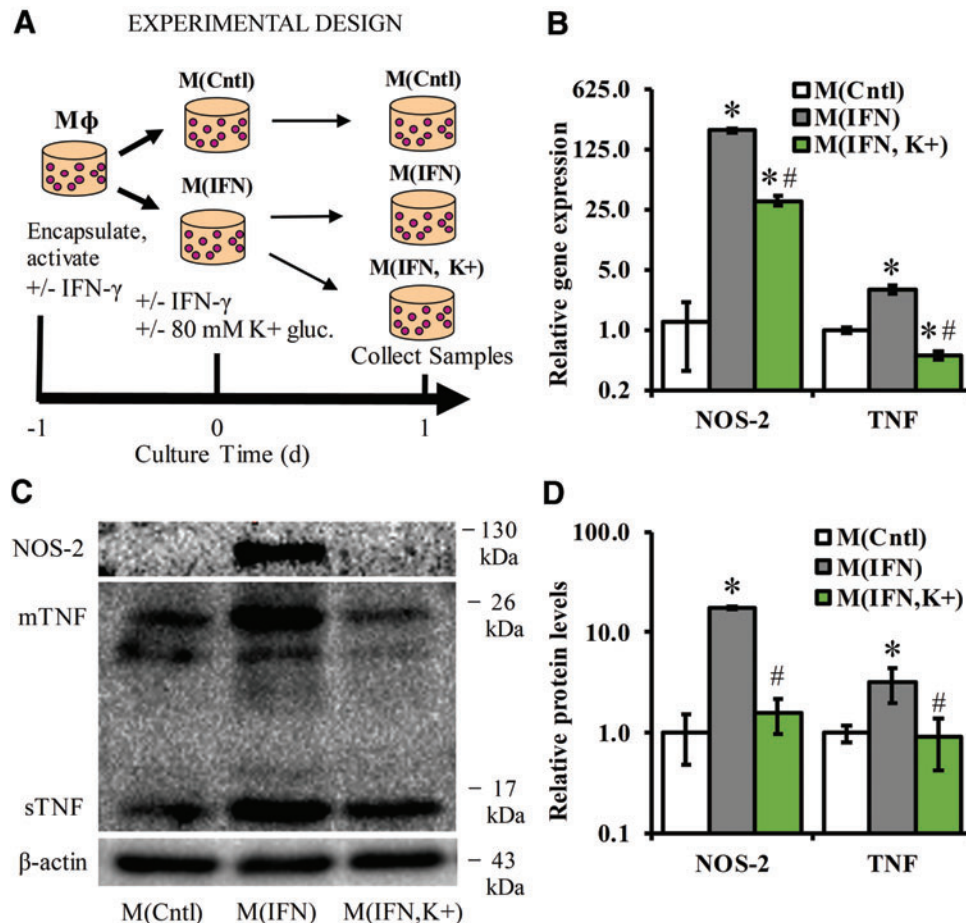 A
EXPERIMENTAL DESIGN
M(Cntl)
M(Cntl)
Mϕ
M(IFN)
M(IFN)
Encapsulate,
activate
+/- IFN-γ
M(IFN, K+)
+/- IFN-γ
+/- 80 mM K+ gluc.
Collect Samples
-1
0
1
Culture Time (d)
B
Relative gene expression
625.0
125.0
25.0
5.0
1.0
0.2
M(Cntl)
M(IFN)
M(IFN, K+)
*
*#
*
*#
NOS-2
TNF
C
NOS-2
– 130
kDa
mTNF
– 26
kDa
sTNF
– 17
kDa
β-actin
– 43
kDa
M(Cntl)
M(IFN)
M(IFN,K+)
D
Relative protein levels
100.0
10.0
1.0
0.1
M(Cntl)
M(IFN)
M(IFN,K+)
*
#
*
#
NOS-2
TNF